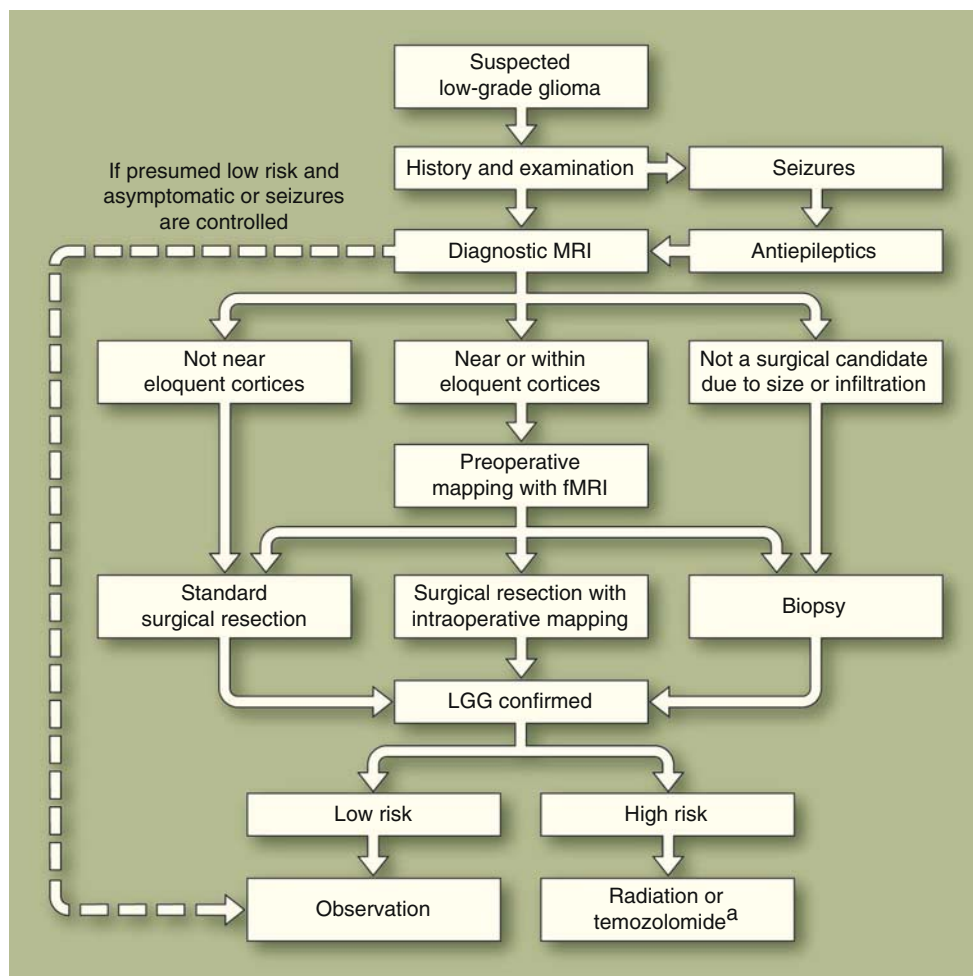 Suspected
low-grade glioma
History and examination
Seizures
If presumed low risk and
asymptomatic or seizures
are controlled
Diagnostic MRI
Antiepileptics
Not near
eloquent cortices
Near or within
eloquent cortices
Not a surgical candidate
due to size or infiltration
Preoperative
mapping with fMRI
Standard
surgical resection
Surgical resection with
intraoperative mapping
Biopsy
LGG confirmed
Low risk
High risk
Observation
Radiation or
temozolomideᵃ